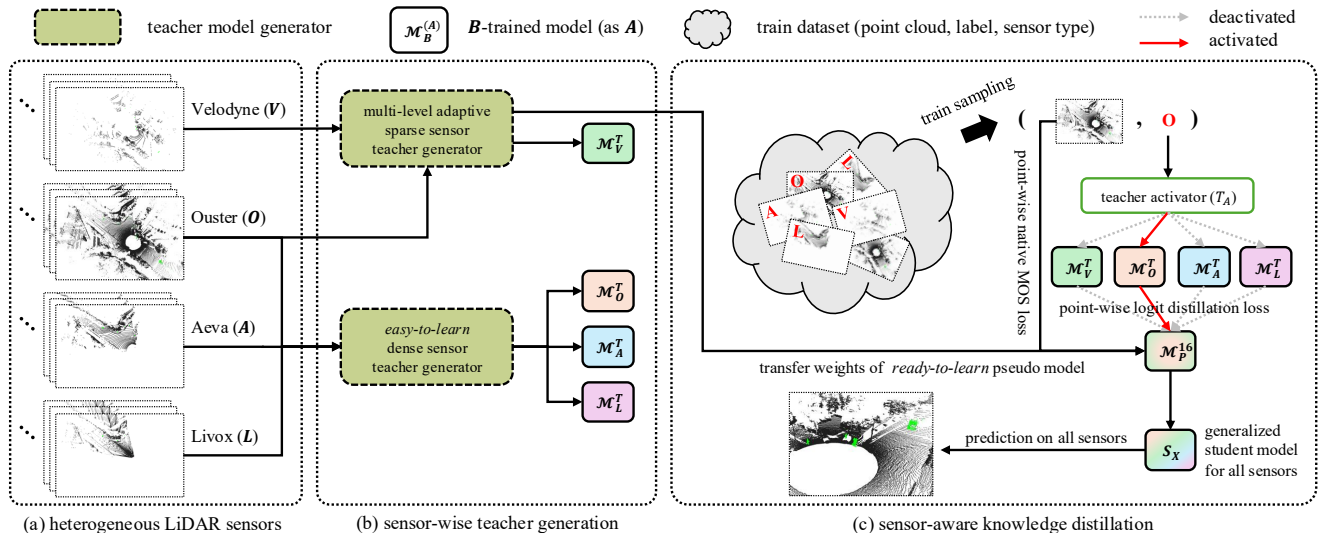 teacher model generator
M_B^(A)
B-trained model (as A)
train dataset (point cloud, label, sensor type)
deactivated
activated
Velodyne (V)
Ouster (O)
Aeva (A)
Livox (L)
(a) heterogeneous LiDAR sensors
multi-level adaptive
sparse sensor
teacher generator
M_V^T
easy-to-learn
dense sensor
teacher generator
M_O^T
M_A^T
M_L^T
(b) sensor-wise teacher generation
L
O
A
V
L
train sampling
( , O )
point-wise native MOS loss
teacher activator (T_A)
M_V^T
M_O^T
M_A^T
M_L^T
point-wise logit distillation loss
M_P^16
transfer weights of ready-to-learn pseudo model
prediction on all sensors
S_X
generalized
student model
for all sensors
(c) sensor-aware knowledge distillation